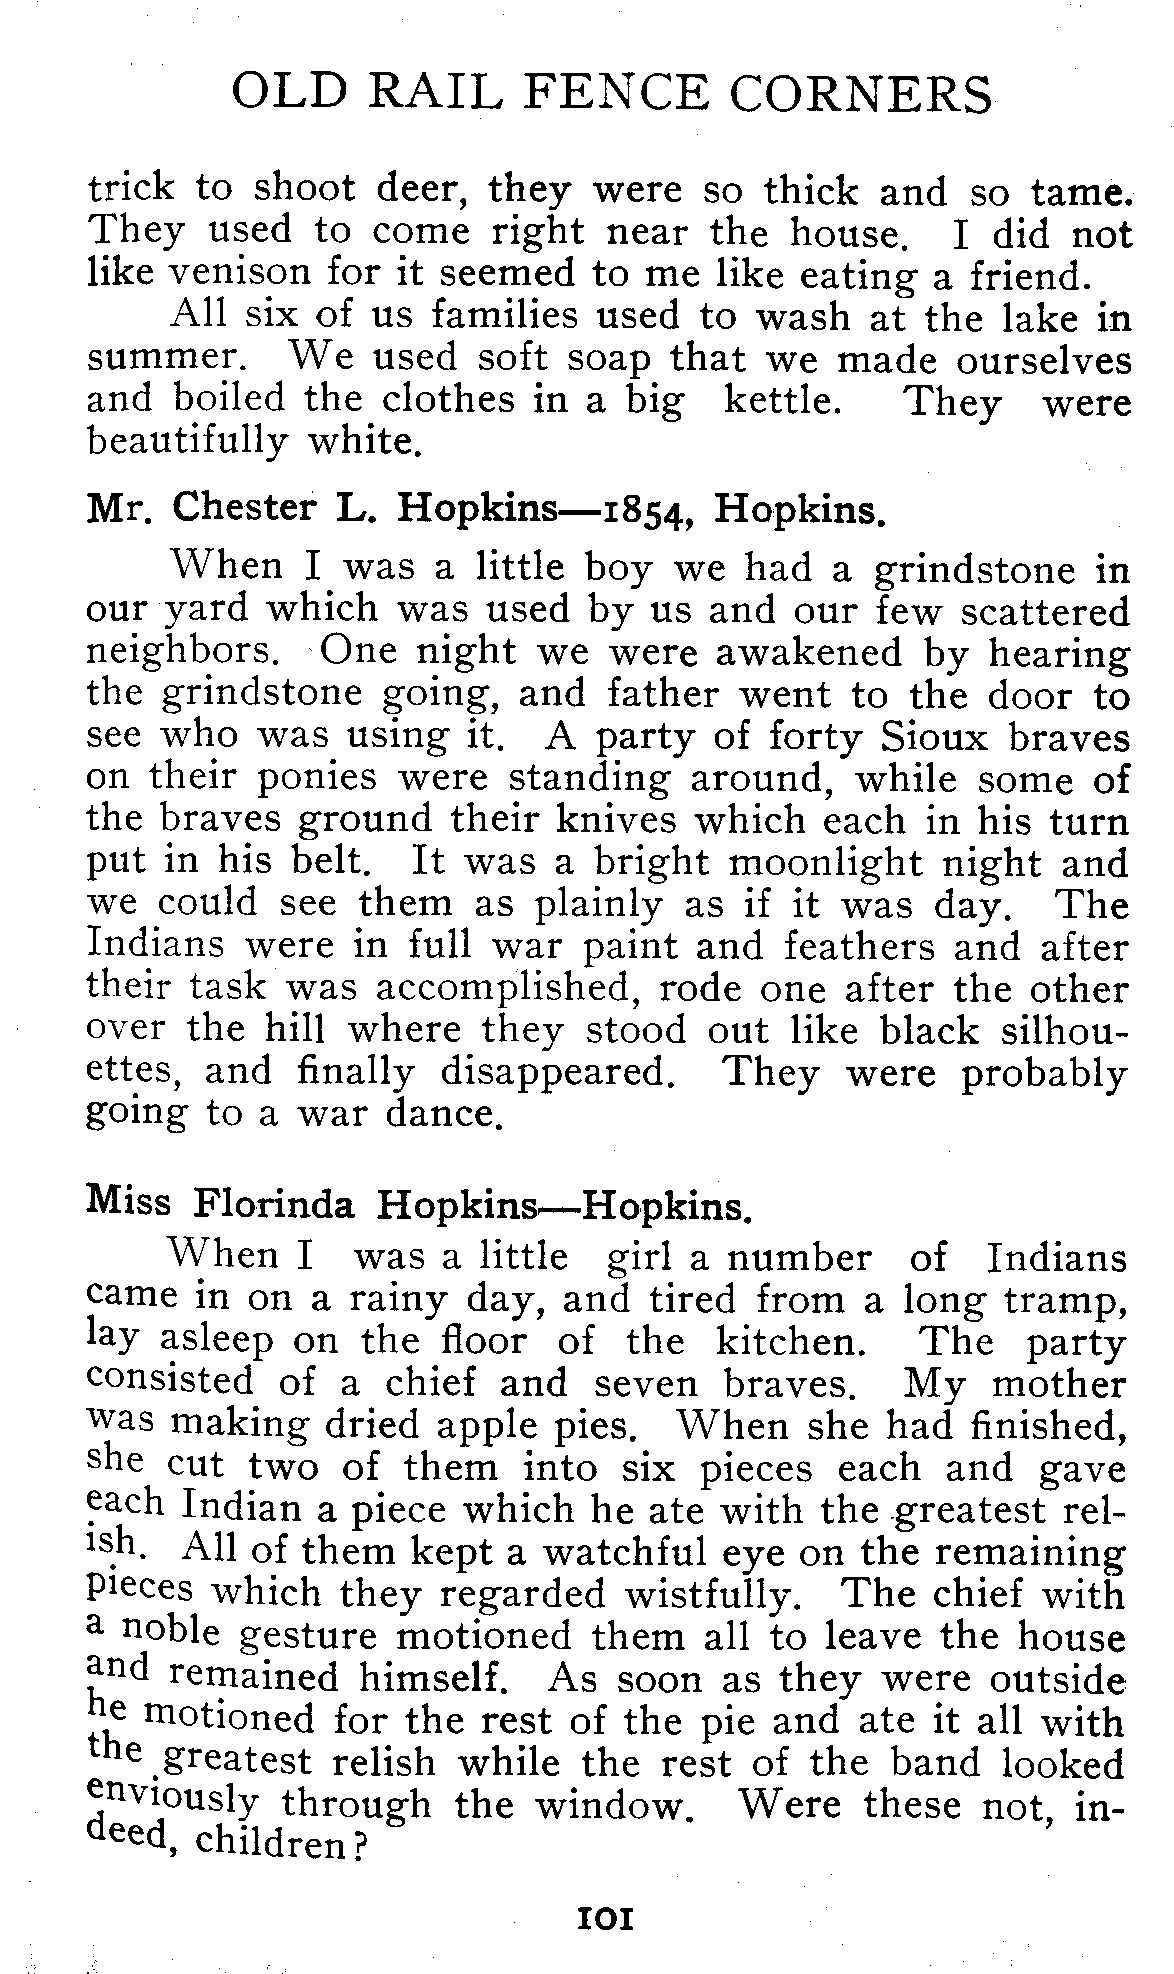 OLD RAIL FENCE CORNERS
trick to shoot deer, they were so thick and so tame.
They used to come right near the house. I did not
like venison for it seemed to me like eating a friend.
All six of us families used to wash at the lake in
summer. We used soft soap that we made ourselves
and boiled the clothes in a big kettle. They were
beautifully white.
Mr. Chester L. Hopkins—1854, Hopkins.
When I was a little boy we had a grindstone in
our yard which was used by us and our few scattered
neighbors. One night we were awakened by hearing
the grindstone going, and father went to the door to
see who was using it. A party of forty Sioux braves
on their ponies were standing around, while some of
the braves ground their knives which each in his turn
put in his belt. It was a bright moonlight night and
we could see them as plainly as if it was day. The
Indians were in full war paint and feathers and after
their task was accomplished, rode one after the other
over the hill where they stood out like black silhou-
ettes, and finally disappeared. They were probably
going to a war dance.
Miss Florinda Hopkins—Hopkins.
When I was a little girl a number of Indians
came in on a rainy day, and tired from a long tramp,
lay asleep on the floor of the kitchen. The party
consisted of a chief and seven braves. My mother
was making dried apple pies. When she had finished,
she cut two of them into six pieces each and gave
each Indian a piece which he ate with the greatest rel-
ish. All of them kept a watchful eye on the remaining
pieces which they regarded wistfully. The chief with
a noble gesture motioned them all to leave the house
and remained himself. As soon as they were outside
he motioned for the rest of the pie and ate it all with
the greatest relish while the rest of the band looked
enviously through the window. Were these not, in-
deed, children?
101